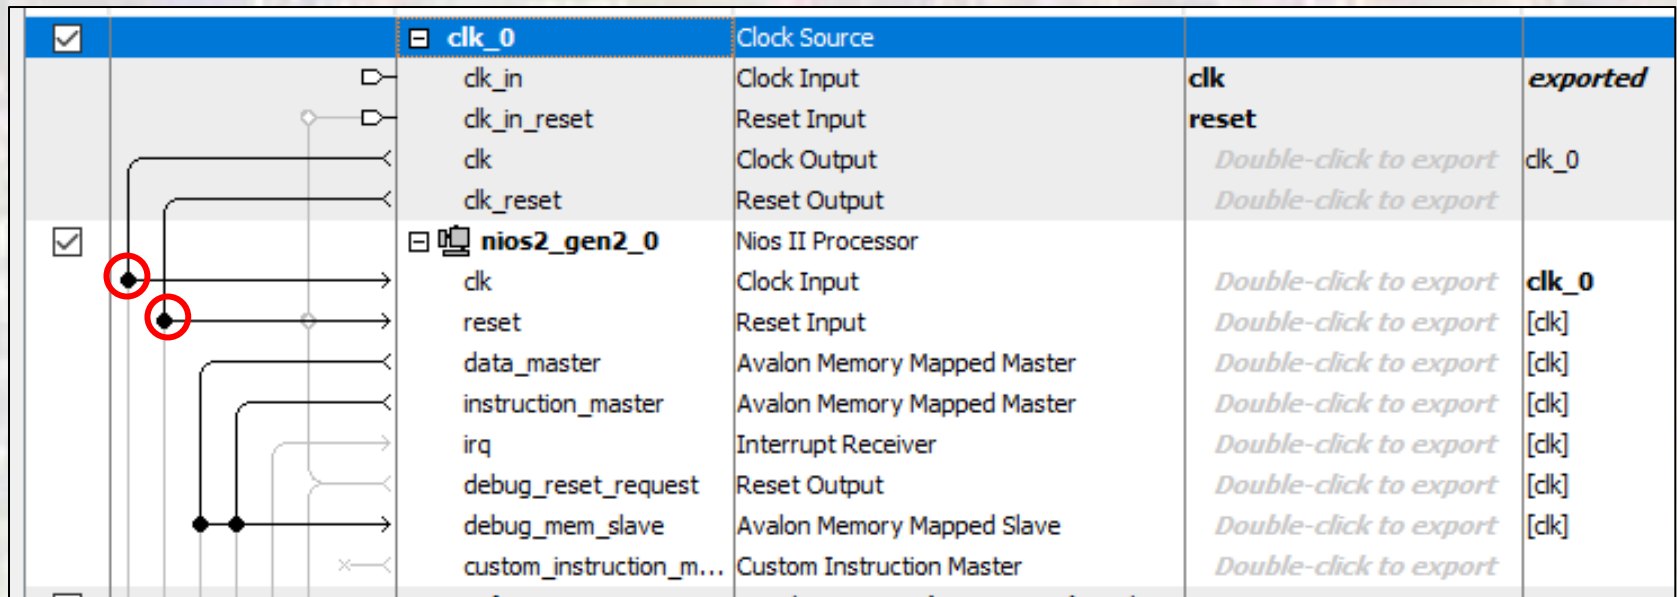 clk_0 Clock Source
clk_in Clock Input clk exported
clk_in_reset Reset Input reset
clk Clock Output Double-click to export clk_0
clk_reset Reset Output Double-click to export
nios2_gen2_0 Nios II Processor
clk Clock Input Double-click to export clk_0
reset Reset Input Double-click to export [clk]
data_master Avalon Memory Mapped Master Double-click to export [clk]
instruction_master Avalon Memory Mapped Master Double-click to export [clk]
irq Interrupt Receiver Double-click to export [clk]
debug_reset_request Reset Output Double-click to export [clk]
debug_mem_slave Avalon Memory Mapped Slave Double-click to export [clk]
custom_instruction_m... Custom Instruction Master Double-click to export